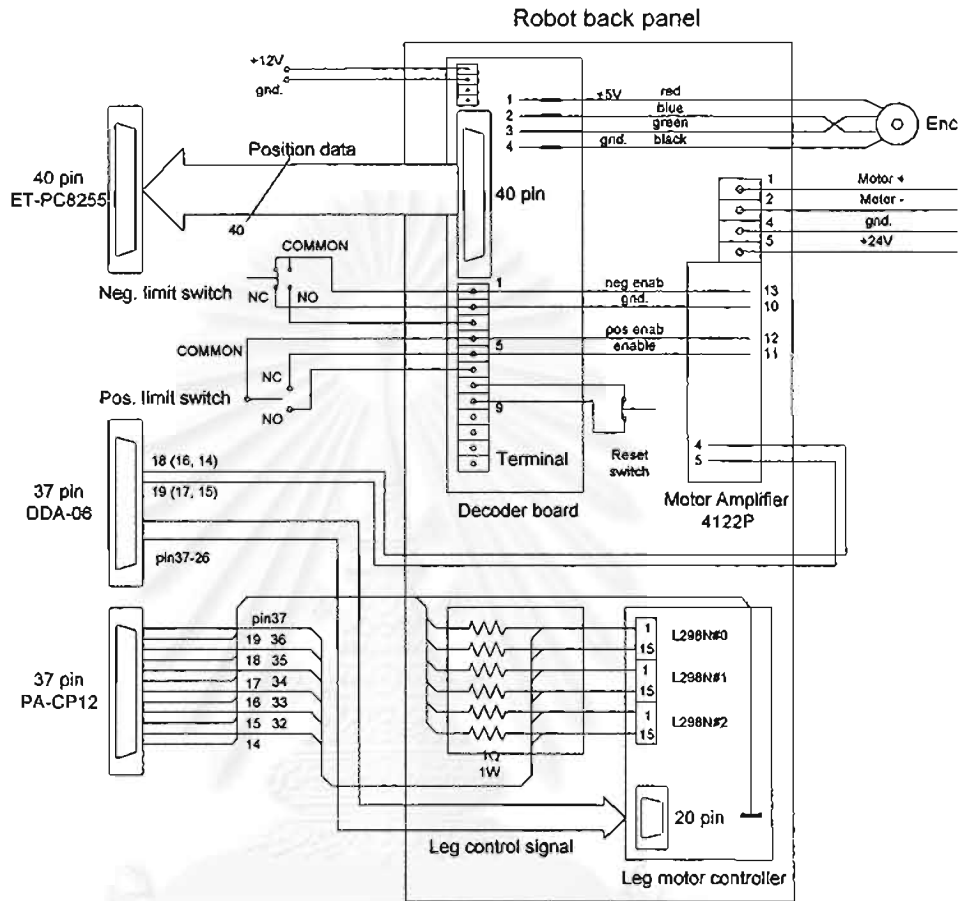 Robot back panel
+12V
gnd.
1 ±5V red
2 blue
3 green
4 gnd. black
Enc
Position data
40 pin
ET-PC8255
40 pin
40
1 Motor +
2 Motor -
4 gnd.
5 +24V
COMMON
NC NO
Neg. limit switch
1 neg enab 13
gnd. 10
pos enab 12
5 enable 11
COMMON
NC
NO
Pos. limit switch
9
Terminal
Reset
switch
4
5
Decoder board
Motor Amplifier
4122P
18 (16, 14)
19 (17, 15)
37 pin
ODA-06
pin37-26
pin37
19 36
18 35
17 34
16 33
15 32
14
37 pin
PA-CP12
1
15
L298N#0
1
15
L298N#1
1
15
L298N#2
1Ω
1W
20 pin
Leg control signal
Leg motor controller